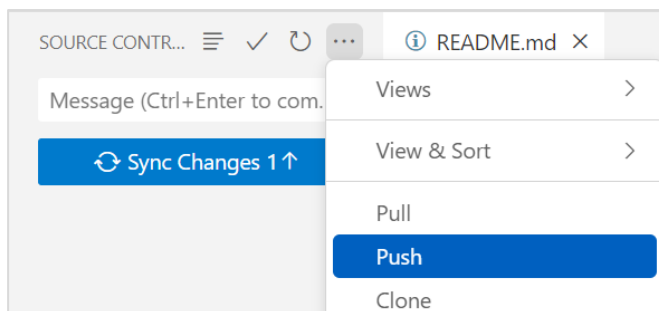 SOURCE CONTR...
README.md
Message (Ctrl+Enter to com.
Sync Changes 1↑
Views
View & Sort
Pull
Push
Clone